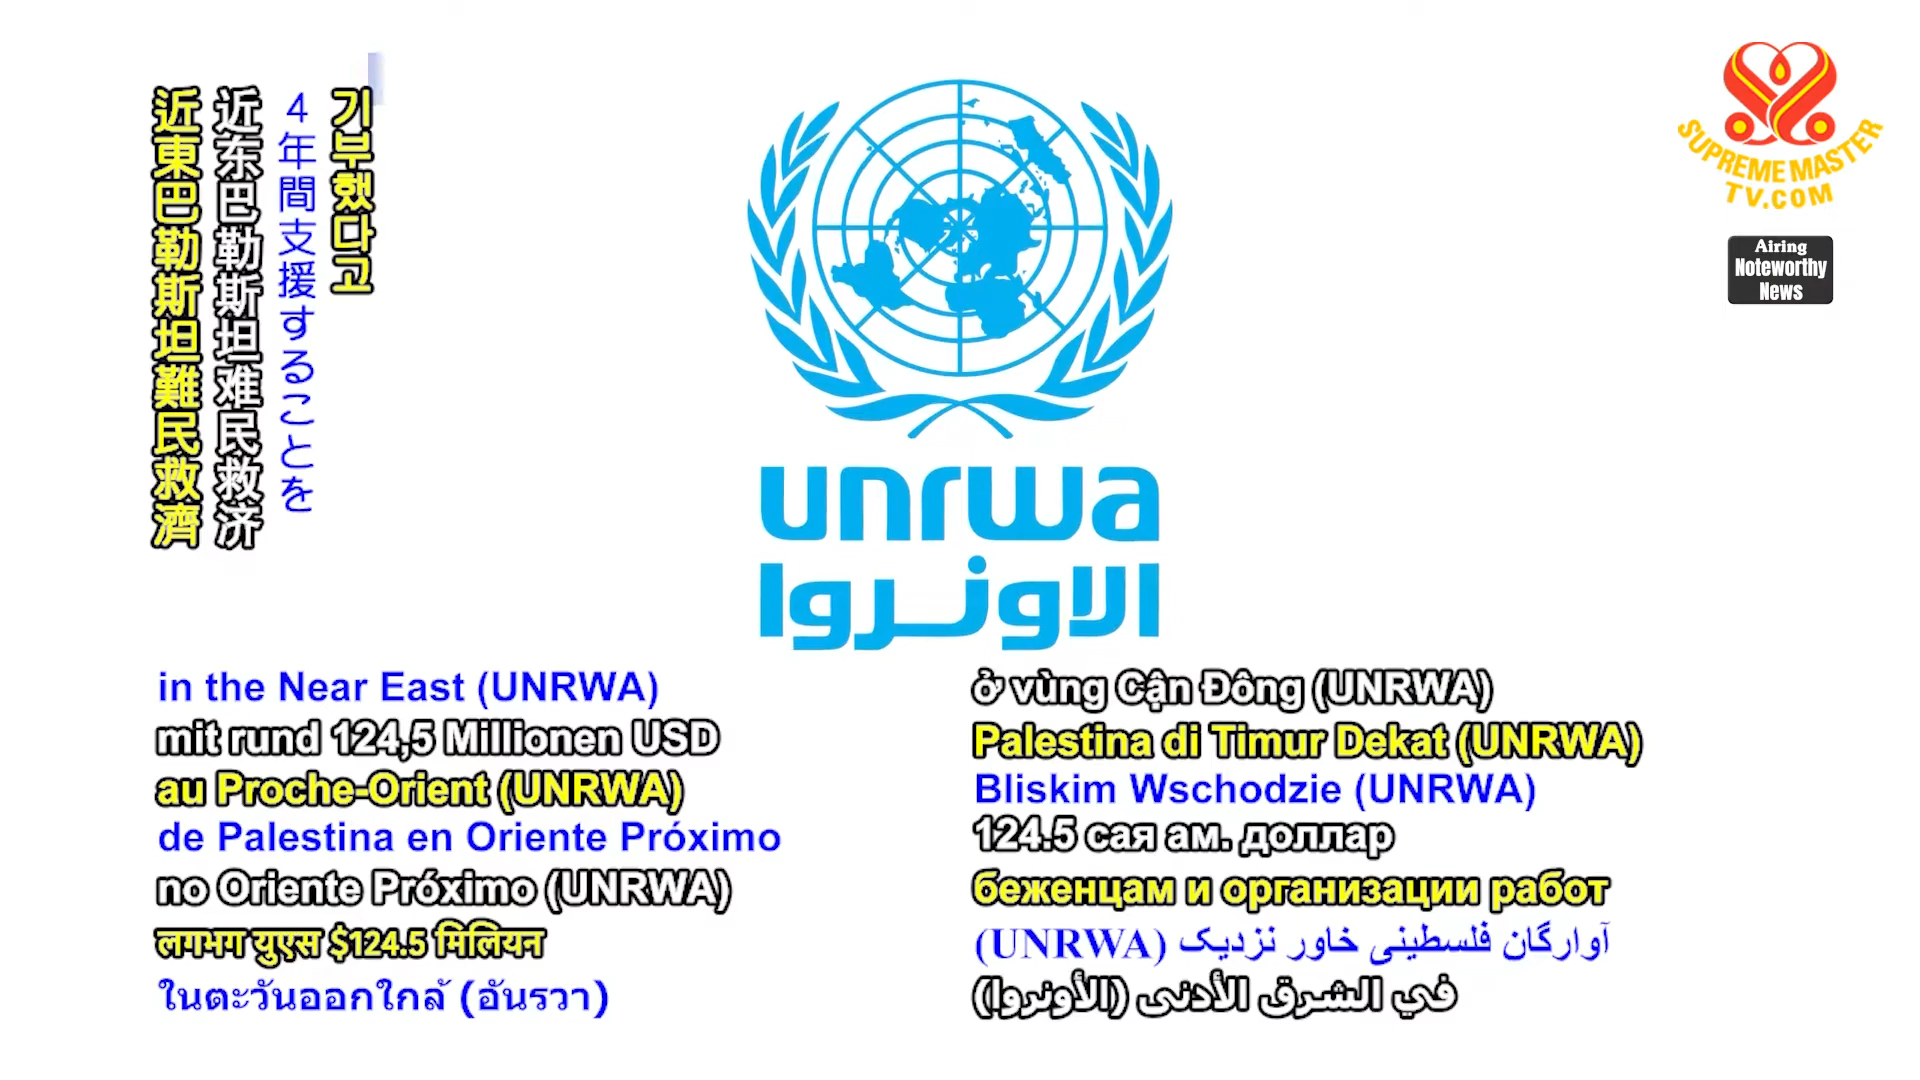 近東巴勒斯坦難民救濟
近东巴勒斯坦难民救济
4年間支援することを
기부했다고
SUPREME MASTER
TV.COM
Airing
Noteworthy
News
unrwa
الاونروا
in the Near East (UNRWA)
mit rund 124,5 Millionen USD
au Proche-Orient (UNRWA)
de Palestina en Oriente Próximo
no Oriente Próximo (UNRWA)
लगभग युएस $124.5 मिलियन
ในตะวันออกใกล้ (อันรวา)
ở vùng Cận Đông (UNRWA)
Palestina di Timur Dekat (UNRWA)
Bliskim Wschodzie (UNRWA)
124.5 сая ам. доллар
беженцам и организации работ
آوارگان فلسطینی خاور نزدیک (UNRWA)
في الشرق الأدنى (الأونروا)